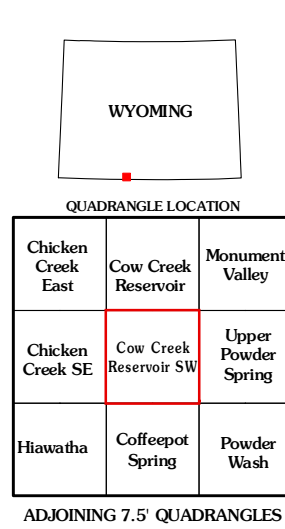 WYOMING
QUADRANGLE LOCATION
Chicken
Creek
East
Cow Creek
Reservoir
Monument
Valley
Chicken
Creek SE
Cow Creek
Reservoir SW
Upper
Powder
Spring
Hiawatha
Coffeepot
Spring
Powder
Wash
ADJOINING 7.5' QUADRANGLES